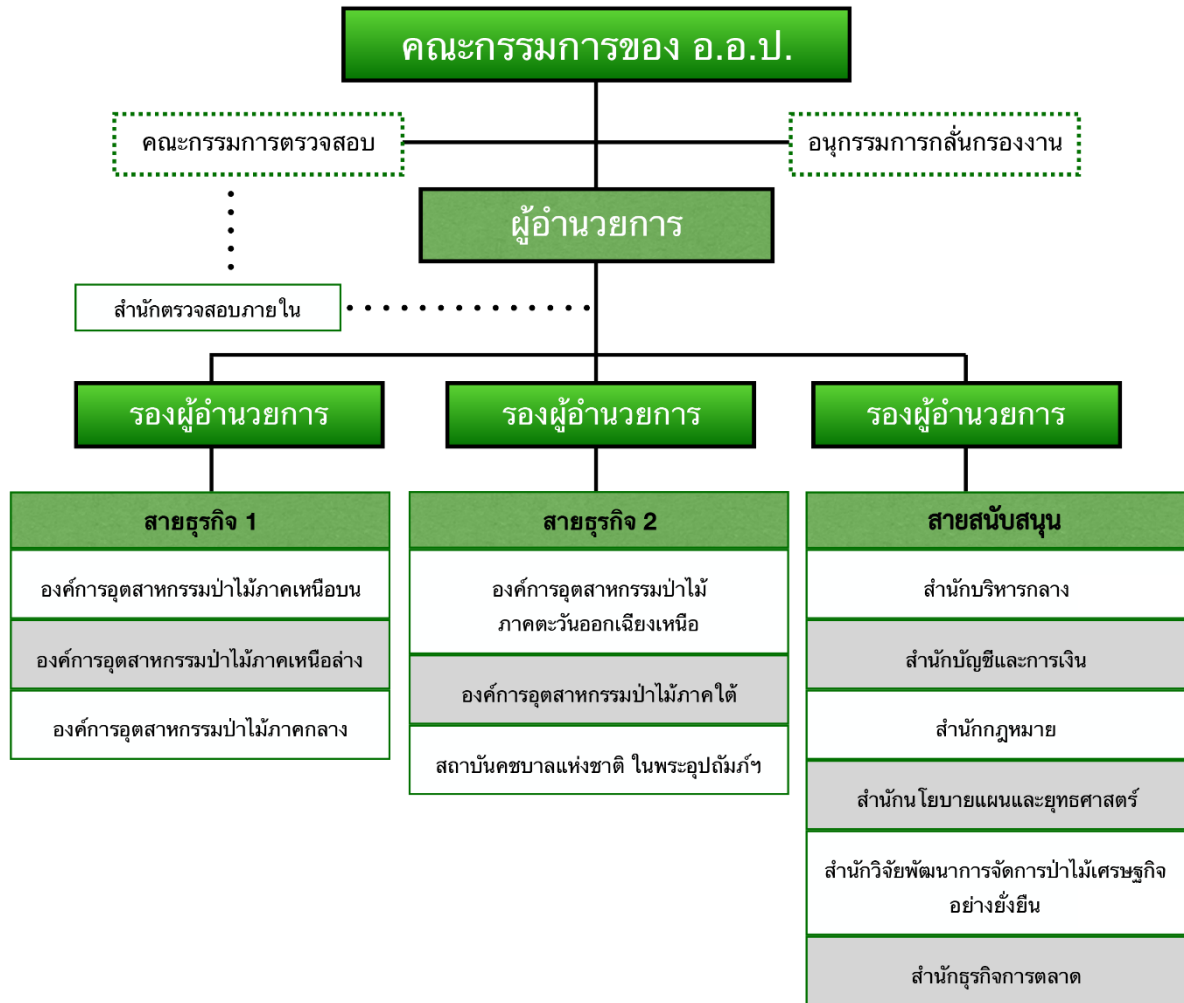 คณะกรรมการของ อ.อ.ป.
คณะกรรมการตรวจสอบ
อนุกรรมการกลั่นกรองงาน
ผู้อำนวยการ
สำนักตรวจสอบภายใน
รองผู้อำนวยการ
รองผู้อำนวยการ
รองผู้อำนวยการ
สายธุรกิจ 1
องค์การอุตสาหกรรมป่าไม้ภาคเหนือบน
องค์การอุตสาหกรรมป่าไม้ภาคเหนือล่าง
องค์การอุตสาหกรรมป่าไม้ภาคกลาง
สายธุรกิจ 2
องค์การอุตสาหกรรมป่าไม้
ภาคตะวันออกเฉียงเหนือ
องค์การอุตสาหกรรมป่าไม้ภาคใต้
สถาบันคชบาลแห่งชาติ ในพระอุปถัมภ์ฯ
สายสนับสนุน
สำนักบริหารกลาง
สำนักบัญชีและการเงิน
สำนักกฎหมาย
สำนักนโยบายแผนและยุทธศาสตร์
สำนักวิจัยพัฒนาการจัดการป่าไม้เศรษฐกิจ
อย่างยั่งยืน
สำนักธุรกิจการตลาด